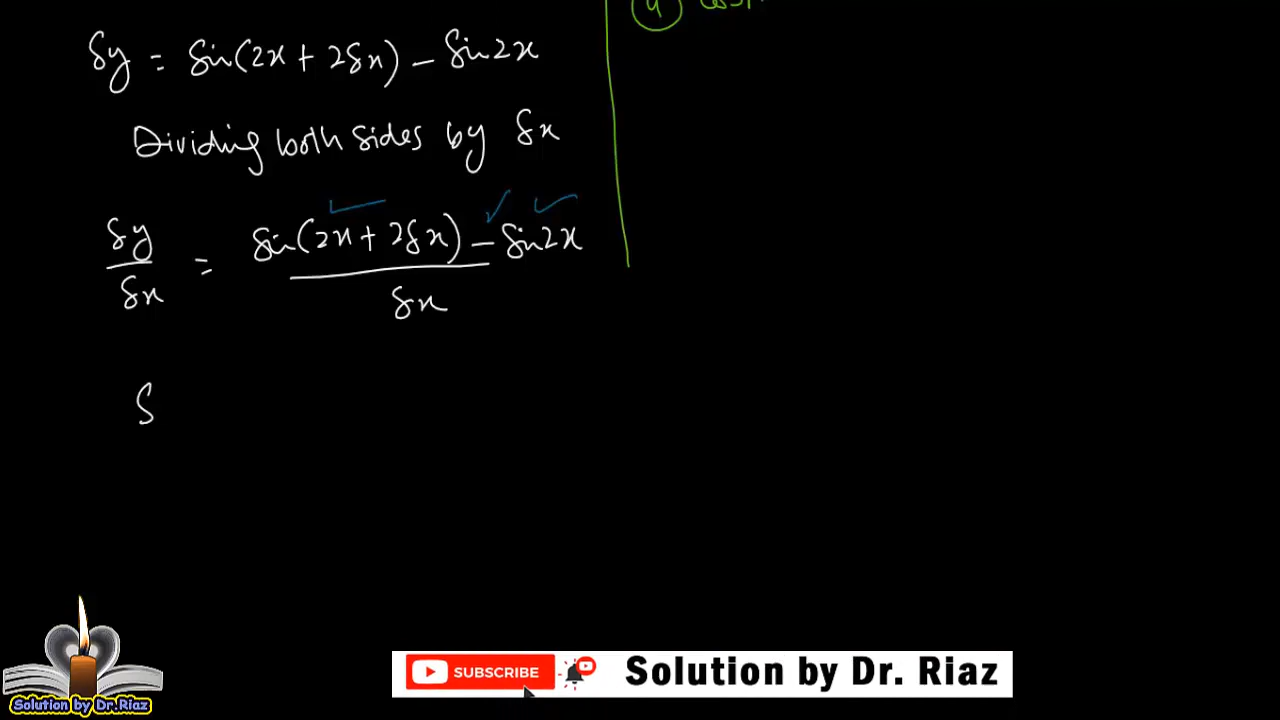 4
δy = Sin(2x + 2δx) - Sin2x
Dividing both sides by δx
δy/δx = Sin(2x + 2δx) - Sin2x / δx
S
SUBSCRIBE
Solution by Dr. Riaz
Solution by Dr.Riaz